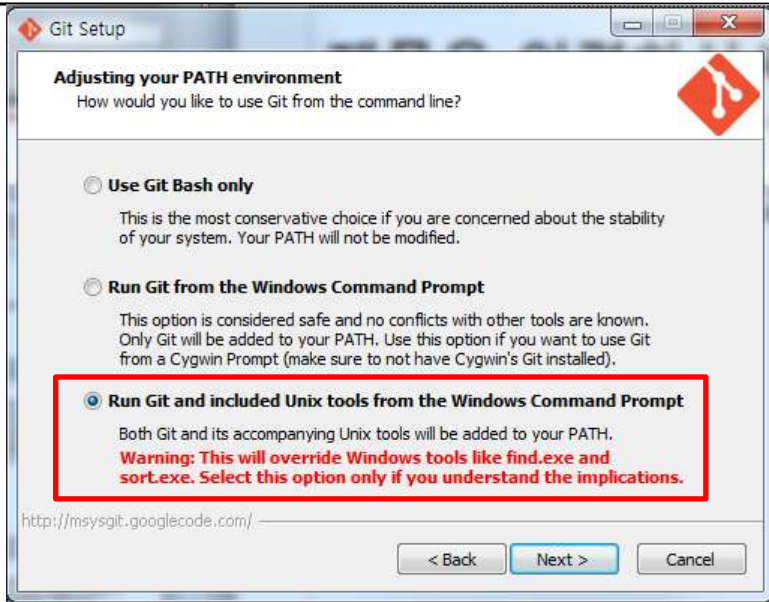 Git Setup
Adjusting your PATH environment
How would you like to use Git from the command line?
Use Git Bash only
This is the most conservative choice if you are concerned about the stability
of your system. Your PATH will not be modified.
Run Git from the Windows Command Prompt
This option is considered safe and no conflicts with other tools are known.
Only Git will be added to your PATH. Use this option if you want to use Git
from a Cygwin Prompt (make sure to not have Cygwin's Git installed).
Run Git and included Unix tools from the Windows Command Prompt
Both Git and its accompanying Unix tools will be added to your PATH.
Warning: This will override Windows tools like find.exe and
sort.exe. Select this option only if you understand the implications.
http://msysgit.googlecode.com/
< Back Next > Cancel